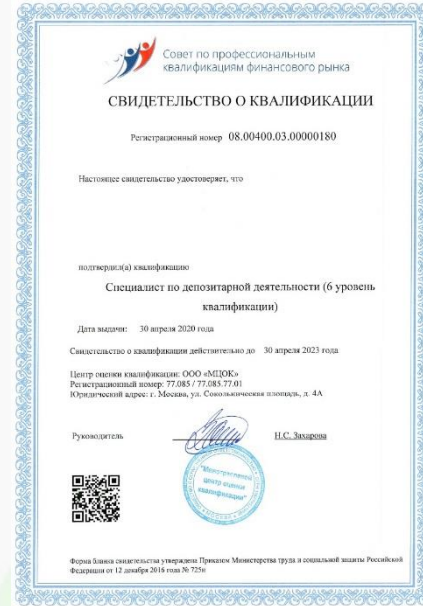 Совет по профессиональным
квалификациям финансового рынка
СВИДЕТЕЛЬСТВО О КВАЛИФИКАЦИИ
Регистрационный номер 08.00400.03.00000180
Настоящее свидетельство удостоверяет, что
подтвердил(а) квалификацию
Специалист по депозитарной деятельности (6 уровень
квалификации)
Дата выдачи: 30 апреля 2020 года
Свидетельство о квалификации действительно до 30 апреля 2023 года
Центр оценки квалификации: ООО «МЦОК»
Регистрационный номер: 77.085 / 77.085.77.01
Юридический адрес: г. Москва, ул. Сокольническая площадь, д. 4А
Руководитель Н.С. Захарова
"Межотраслевой
центр оценки
квалификации"
Форма бланка свидетельства утверждена Приказом Министерства труда и социальной защиты Российской
Федерации от 12 декабря 2016 года № 725н